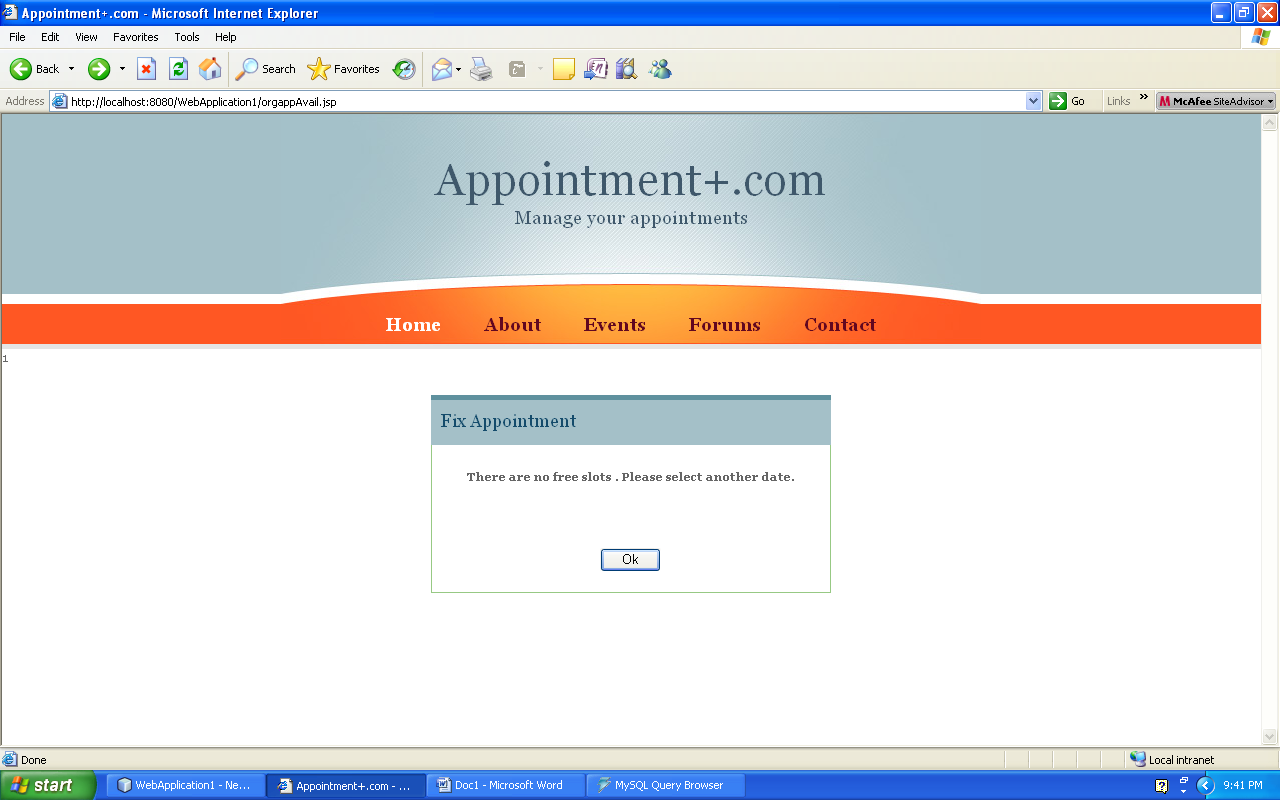 Appointment+.com - Microsoft Internet Explorer
File Edit View Favorites Tools Help
Back Search Favorites
Address http://localhost:8080/WebApplication1/orgappAvail.jsp Go Links » McAfee SiteAdvisor
Appointment+.com
Manage your appointments
Home About Events Forums Contact
1
Fix Appointment
There are no free slots . Please select another date.
Ok
Done Local intranet
start WebApplication1 - Ne... Appointment+.com - ... Doc1 - Microsoft Word MySQL Query Browser 9:41 PM